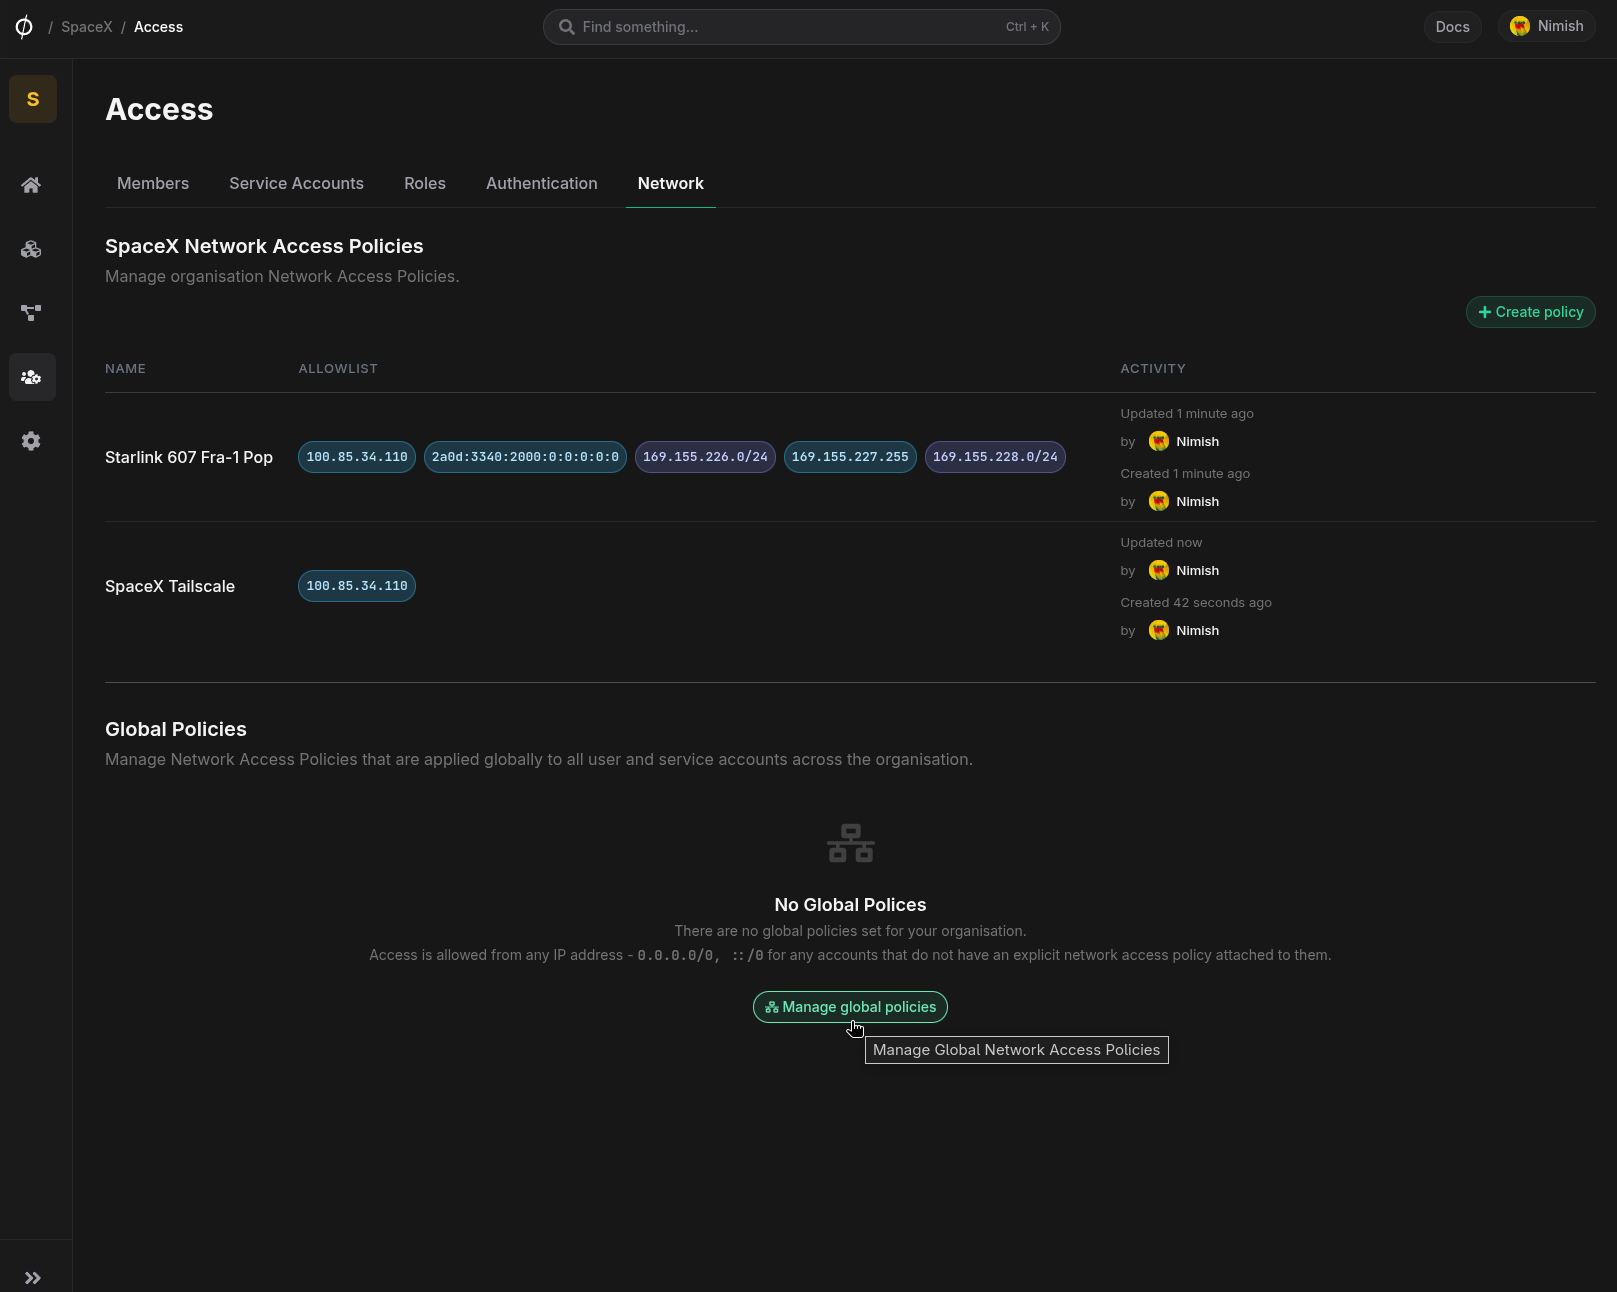 / SpaceX / Access
Find something...
Ctrl + K
Docs
Nimish
S
Access
Members
Service Accounts
Roles
Authentication
Network
SpaceX Network Access Policies
Manage organisation Network Access Policies.
Create policy
NAME
ALLOWLIST
ACTIVITY
Starlink 607 Fra-1 Pop
100.85.34.110
2a0d:3340:2000:0:0:0:0:0
169.155.226.0/24
169.155.227.255
169.155.228.0/24
Updated 1 minute ago
by Nimish
Created 1 minute ago
by Nimish
SpaceX Tailscale
100.85.34.110
Updated now
by Nimish
Created 42 seconds ago
by Nimish
Global Policies
Manage Network Access Policies that are applied globally to all user and service accounts across the organisation.
No Global Polices
There are no global policies set for your organisation.
Access is allowed from any IP address - 0.0.0.0/0, ::/0 for any accounts that do not have an explicit network access policy attached to them.
Manage global policies
Manage Global Network Access Policies